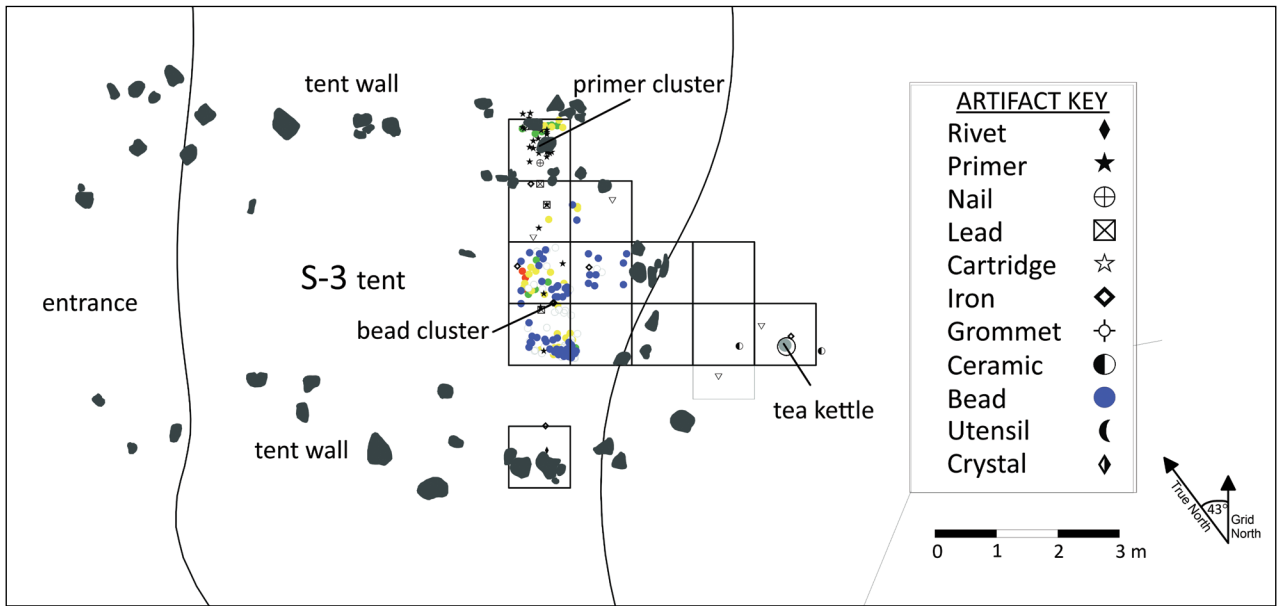 tent wall
primer cluster
S-3 tent
entrance
bead cluster
tea kettle
tent wall
ARTIFACT KEY
Rivet
Primer
Nail
Lead
Cartridge
Iron
Grommet
Ceramic
Bead
Utensil
Crystal
0 1 2 3 m
True North
43°
Grid
North